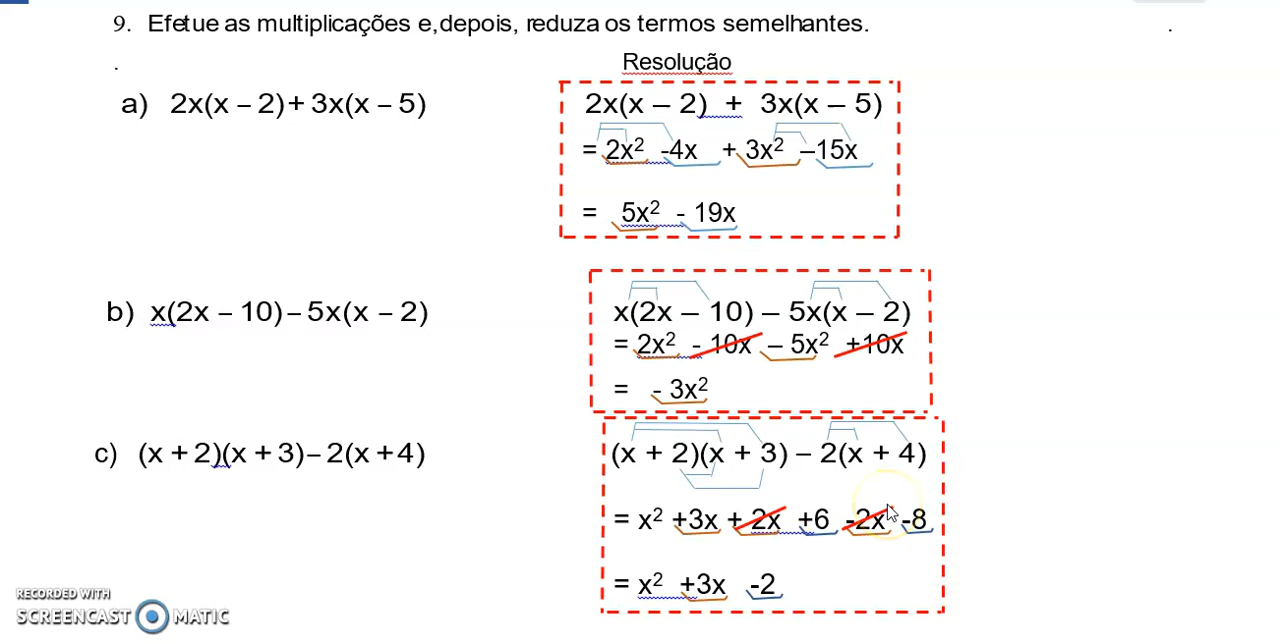 9. Efetue as multiplicações e, depois, reduza os termos semelhantes.
Resolução
a) 2x(x – 2)+ 3x(x – 5)
2x(x – 2) + 3x(x – 5)
= 2x² -4x + 3x² –15x
= 5x² - 19x
b) x(2x – 10) – 5x(x – 2)
x(2x – 10) – 5x(x – 2)
= 2x² - 10x – 5x² +10x
= - 3x²
c) (x + 2)(x + 3) – 2(x + 4)
(x + 2)(x + 3) – 2(x + 4)
= x² +3x + 2x +6 -2x -8
= x² +3x -2
RECORDED WITH
SCREENCAST MATIC